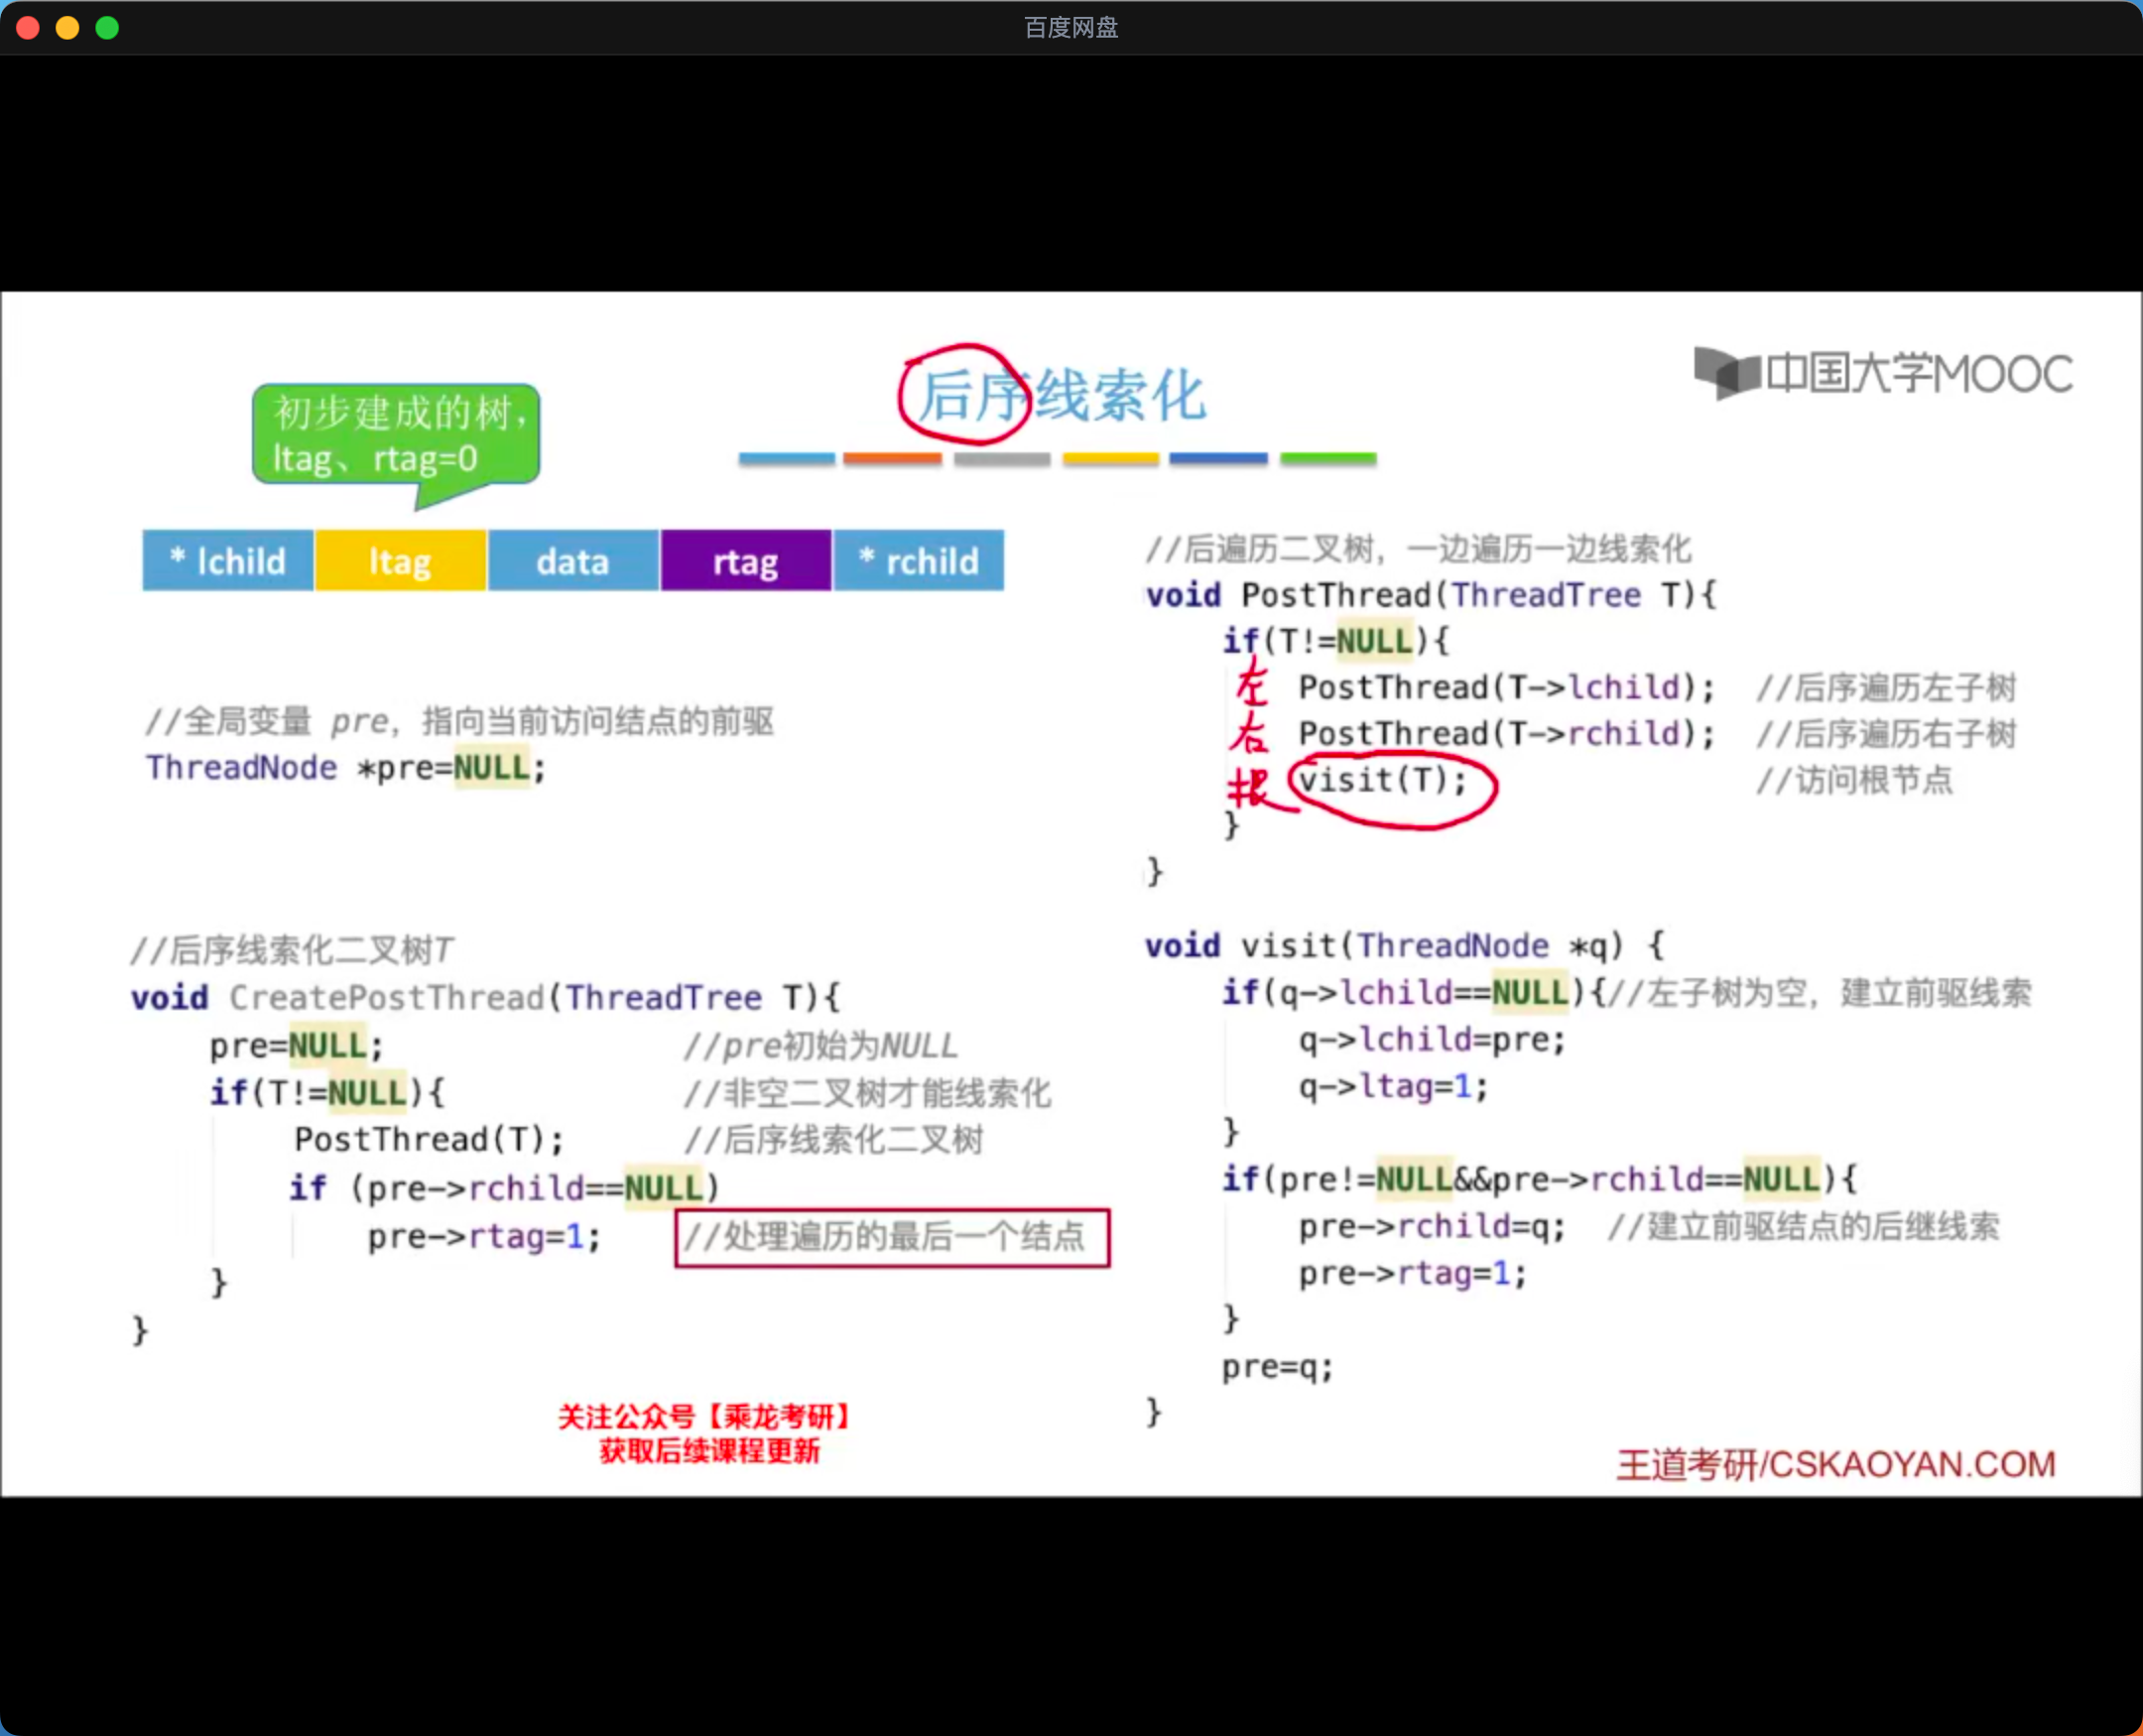 百度网盘
后序线索化
中国大学MOOC
初步建成的树，
ltag、rtag=0
* lchild ltag data rtag * rchild
//全局变量 pre，指向当前访问结点的前驱
ThreadNode *pre=NULL;
//后序线索化二叉树T
void CreatePostThread(ThreadTree T){
pre=NULL; //pre初始为NULL
if(T!=NULL){ //非空二叉树才能线索化
PostThread(T); //后序线索化二叉树
if (pre->rchild==NULL)
pre->rtag=1; //处理遍历的最后一个结点
}
}
//后遍历二叉树，一边遍历一边线索化
void PostThread(ThreadTree T){
if(T!=NULL){
左 PostThread(T->lchild); //后序遍历左子树
右 PostThread(T->rchild); //后序遍历右子树
根 visit(T); //访问根节点
}
}
void visit(ThreadNode *q) {
if(q->lchild==NULL){//左子树为空，建立前驱线索
q->lchild=pre;
q->ltag=1;
}
if(pre!=NULL&&pre->rchild==NULL){
pre->rchild=q; //建立前驱结点的后继线索
pre->rtag=1;
}
pre=q;
}
关注公众号【乘龙考研】
获取后续课程更新
王道考研/CSKAOYAN.COM